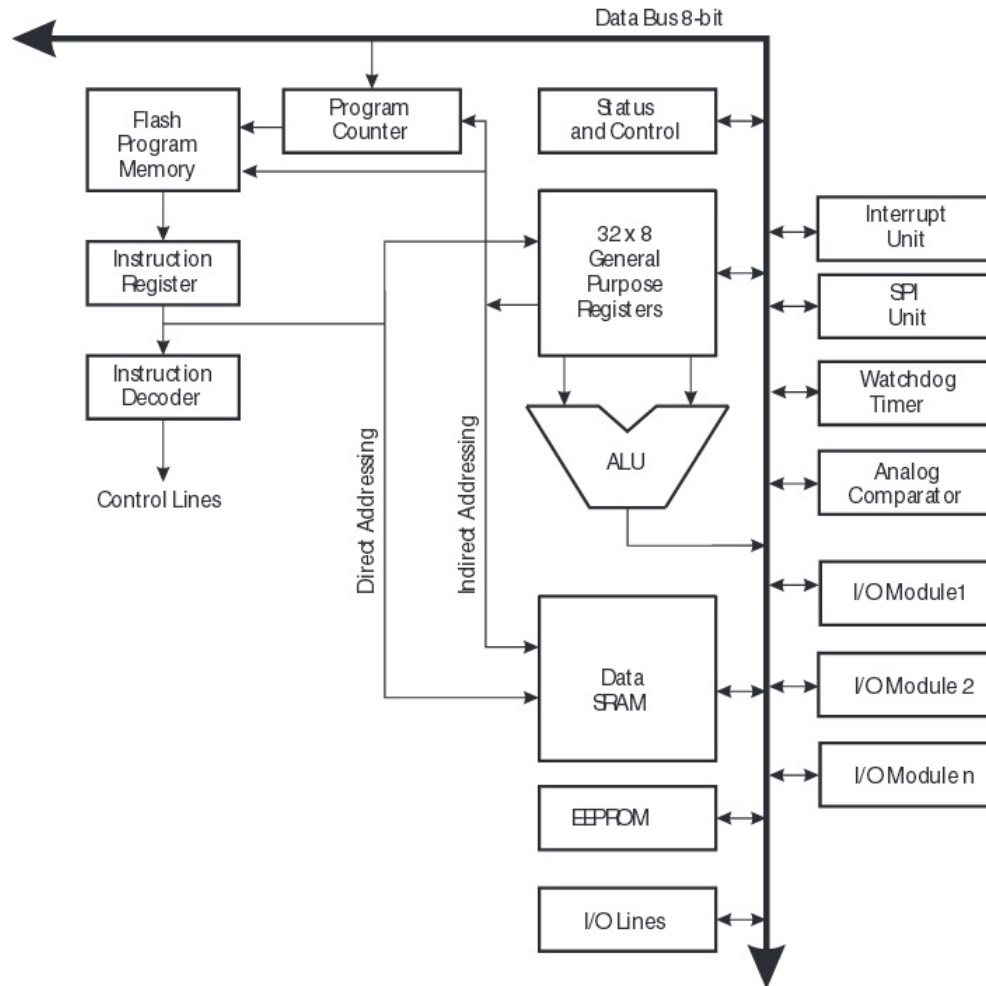 Data Bus 8-bit
Flash
Program
Memory
Program
Counter
Status
and Control
Instruction
Register
32 x 8
General
Purpose
Registers
Interrupt
Unit
SPI
Unit
Instruction
Decoder
Watchdog
Timer
Control Lines
Direct Addressing
Indirect Addressing
ALU
Analog
Comparator
I/O Module1
Data
SRAM
I/O Module 2
I/O Module n
EEPROM
I/O Lines